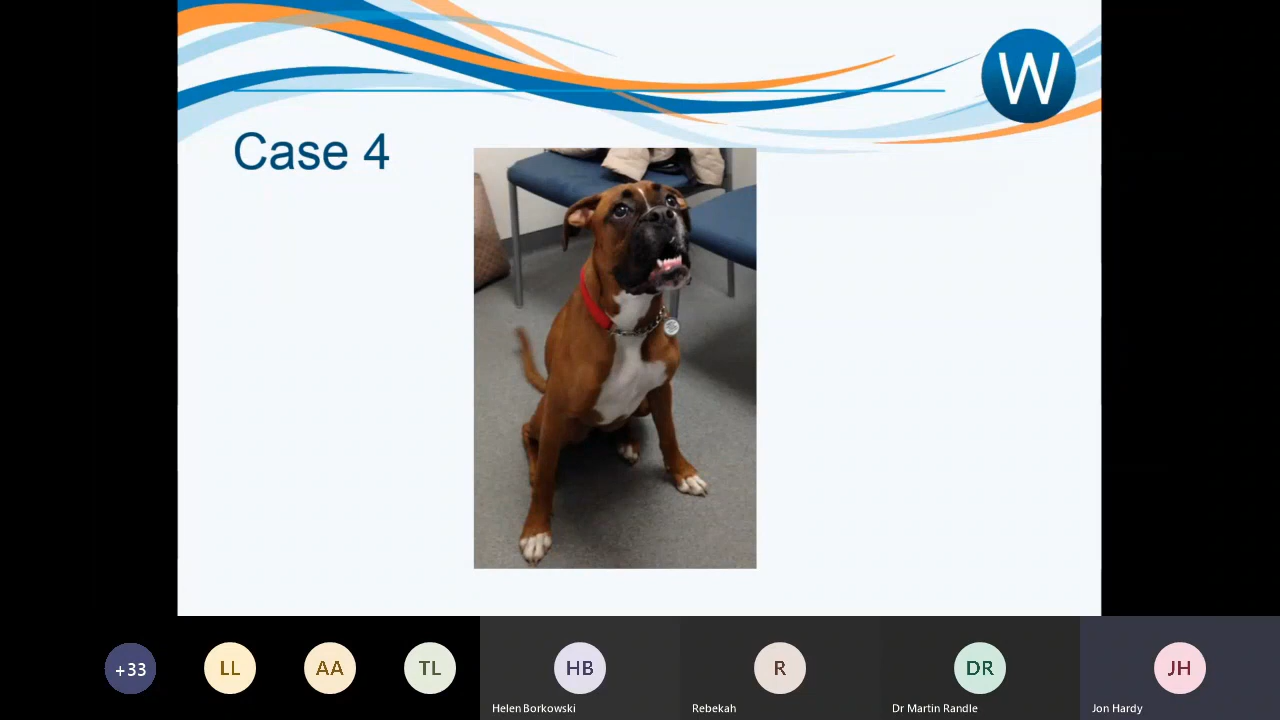 W
Case 4
+33
LL
AA
TL
HB
R
DR
JH
Helen Borkowski
Rebekah
Dr Martin Randle
Jon Hardy